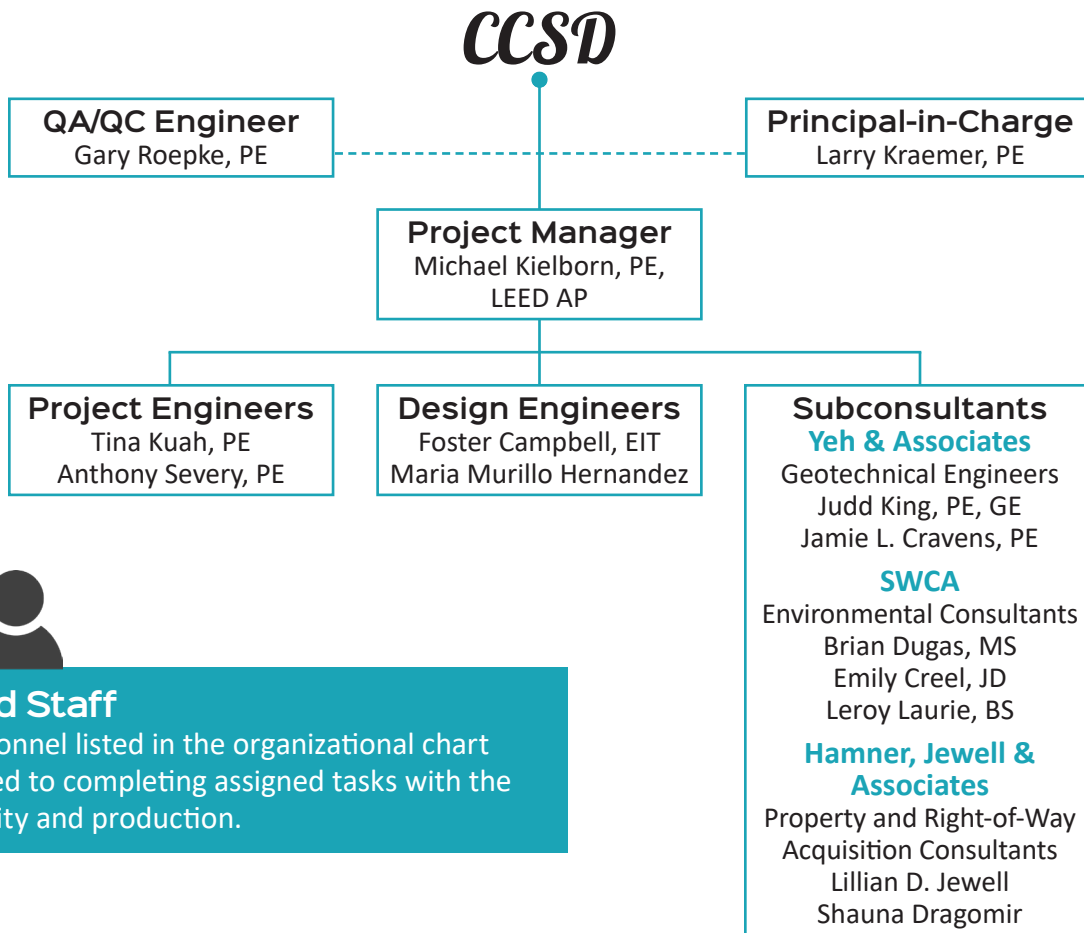 CCSD
QA/QC Engineer
Gary Roepke, PE
Principal-in-Charge
Larry Kraemer, PE
Project Manager
Michael Kielborn, PE,
LEED AP
Project Engineers
Tina Kuah, PE
Anthony Severy, PE
Design Engineers
Foster Campbell, EIT
Maria Murillo Hernandez
Subconsultants
Yeh & Associates
Geotechnical Engineers
Judd King, PE, GE
Jamie L. Cravens, PE
SWCA
Environmental Consultants
Brian Dugas, MS
Emily Creel, JD
Leroy Laurie, BS
Hamner, Jewell &
Associates
Property and Right-of-Way
Acquisition Consultants
Lillian D. Jewell
Shauna Dragomir
d Staff
onnel listed in the organizational chart
ed to completing assigned tasks with the
ity and production.